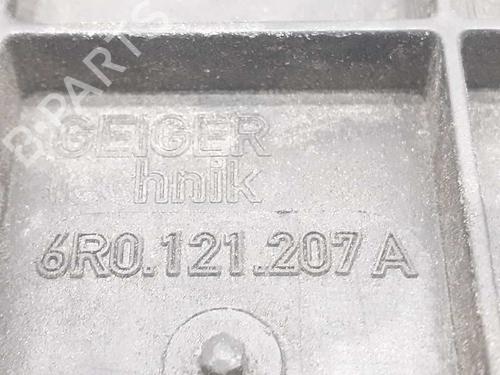 B-PARTS
GEIGER
hnik
6R0.121.207 A